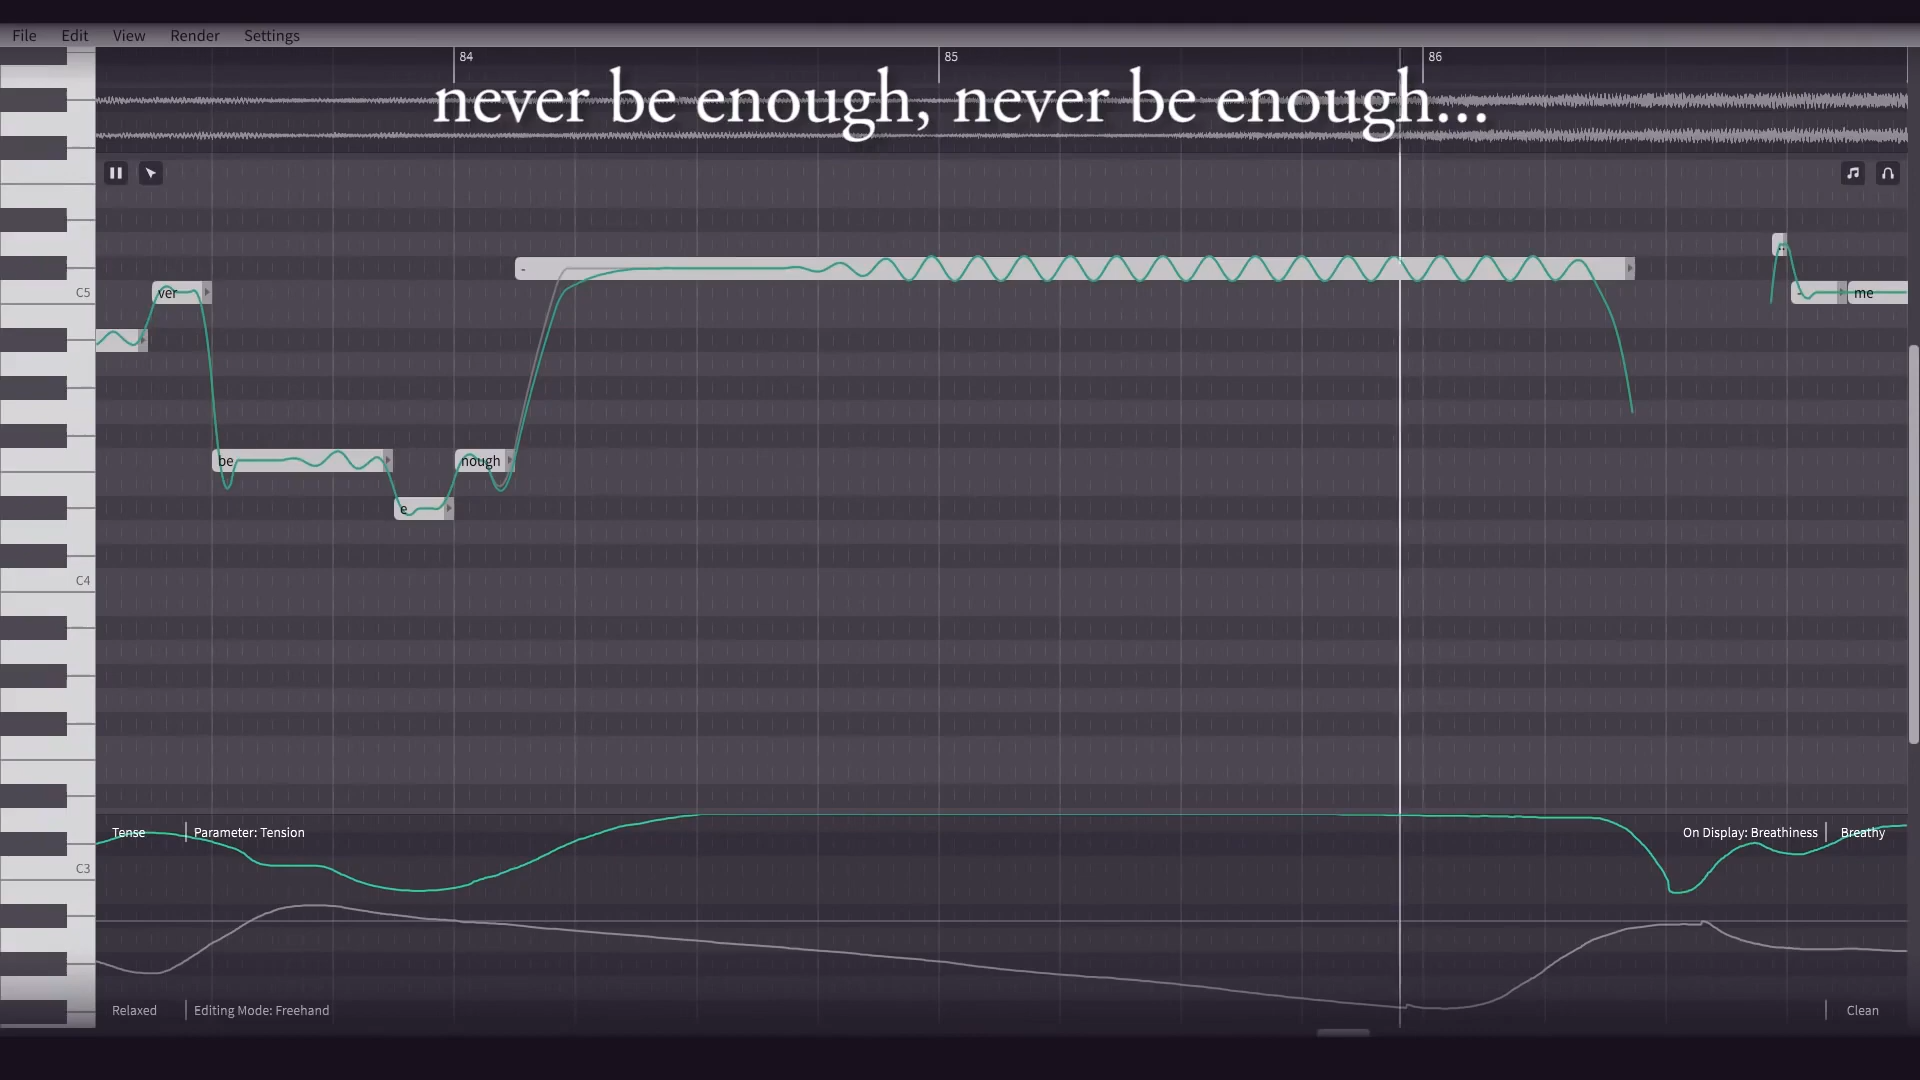 File Edit View Render Settings
84 85 86
never be enough, never be enough...
C5
ver
-
-
me
be
nough
e
C4
Tense Parameter: Tension On Display: Breathiness Breathy
C3
Relaxed Editing Mode: Freehand Clean